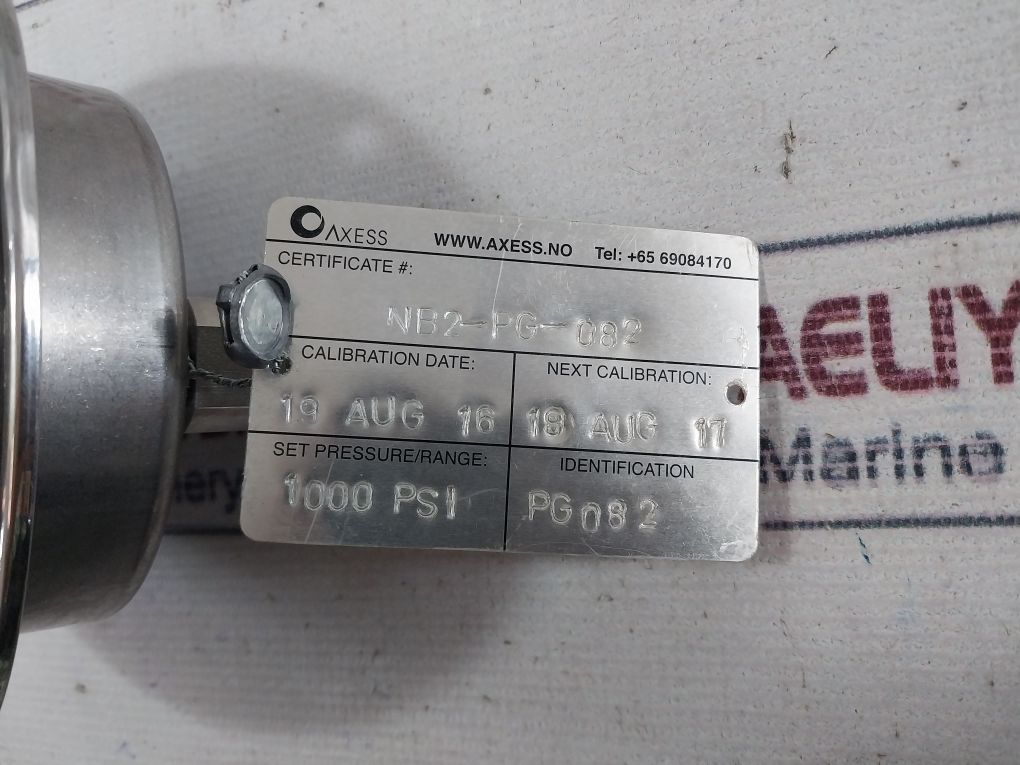 AXESS WWW.AXESS.NO Tel: +65 69084170
CERTIFICATE #:
NB2-PG-082
CALIBRATION DATE: NEXT CALIBRATION:
19 AUG 16 18 AUG 17
SET PRESSURE/RANGE: IDENTIFICATION
1000 PSI PG082
AELIY
Marine